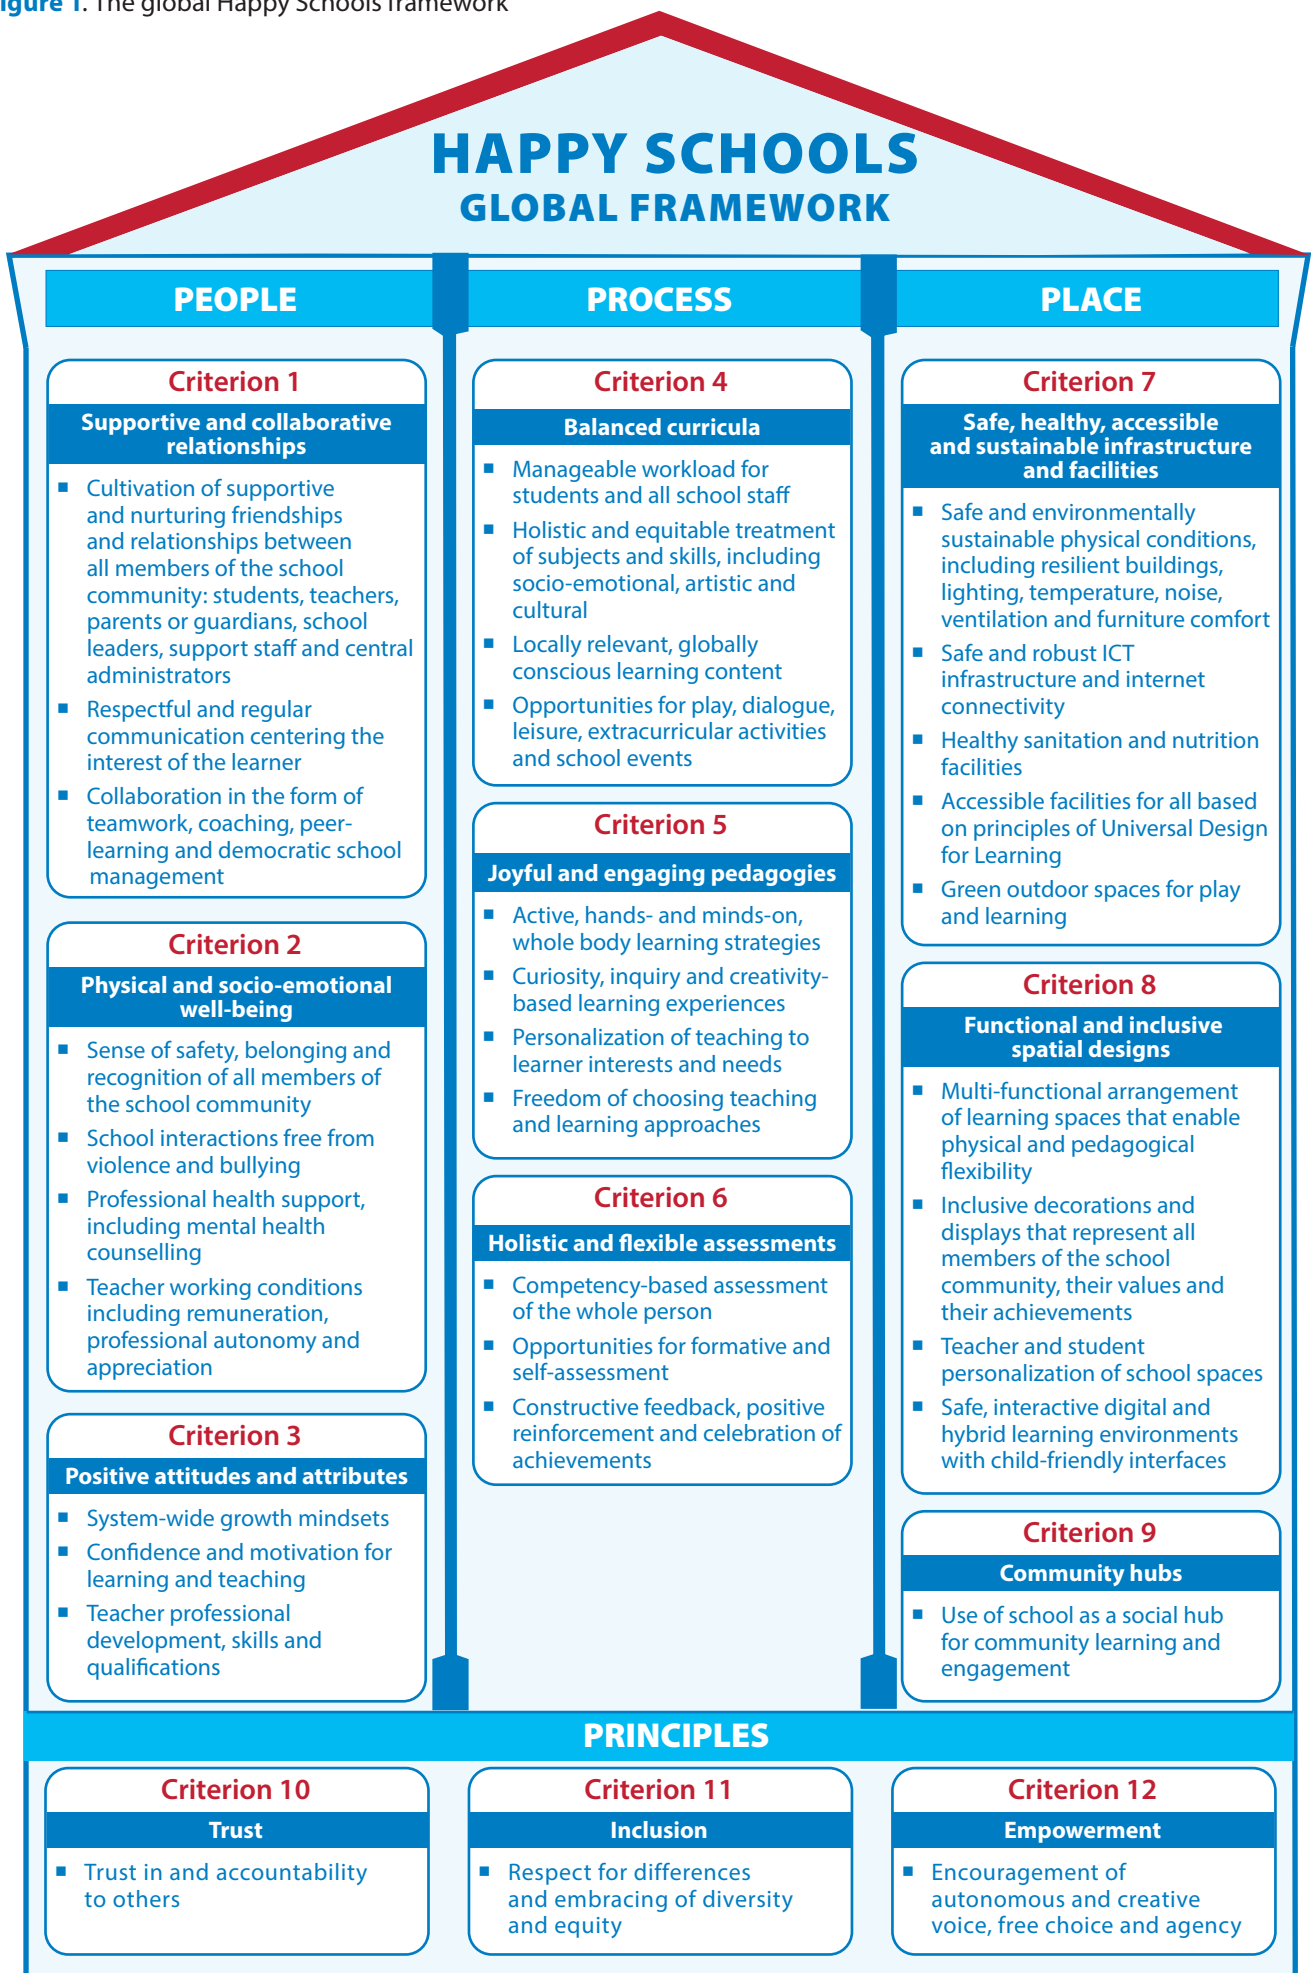 Figure 1. The global Happy Schools framework
HAPPY SCHOOLS
GLOBAL FRAMEWORK
PEOPLE
Criterion 1
Supportive and collaborative
relationships
▪ Cultivation of supportive
and nurturing friendships
and relationships between
all members of the school
community: students, teachers,
parents or guardians, school
leaders, support staff and central
administrators
▪ Respectful and regular
communication centering the
interest of the learner
▪ Collaboration in the form of
teamwork, coaching, peer-
learning and democratic school
management
Criterion 2
Physical and socio-emotional
well-being
▪ Sense of safety, belonging and
recognition of all members of
the school community
▪ School interactions free from
violence and bullying
▪ Professional health support,
including mental health
counselling
▪ Teacher working conditions
including remuneration,
professional autonomy and
appreciation
Criterion 3
Positive attitudes and attributes
▪ System-wide growth mindsets
▪ Confidence and motivation for
learning and teaching
▪ Teacher professional
development, skills and
qualifications
PROCESS
Criterion 4
Balanced curricula
▪ Manageable workload for
students and all school staff
▪ Holistic and equitable treatment
of subjects and skills, including
socio-emotional, artistic and
cultural
▪ Locally relevant, globally
conscious learning content
▪ Opportunities for play, dialogue,
leisure, extracurricular activities
and school events
Criterion 5
Joyful and engaging pedagogies
▪ Active, hands- and minds-on,
whole body learning strategies
▪ Curiosity, inquiry and creativity-
based learning experiences
▪ Personalization of teaching to
learner interests and needs
▪ Freedom of choosing teaching
and learning approaches
Criterion 6
Holistic and flexible assessments
▪ Competency-based assessment
of the whole person
▪ Opportunities for formative and
self-assessment
▪ Constructive feedback, positive
reinforcement and celebration of
achievements
PLACE
Criterion 7
Safe, healthy, accessible
and sustainable infrastructure
and facilities
▪ Safe and environmentally
sustainable physical conditions,
including resilient buildings,
lighting, temperature, noise,
ventilation and furniture comfort
▪ Safe and robust ICT
infrastructure and internet
connectivity
▪ Healthy sanitation and nutrition
facilities
▪ Accessible facilities for all based
on principles of Universal Design
for Learning
▪ Green outdoor spaces for play
and learning
Criterion 8
Functional and inclusive
spatial designs
▪ Multi-functional arrangement
of learning spaces that enable
physical and pedagogical
flexibility
▪ Inclusive decorations and
displays that represent all
members of the school
community, their values and
their achievements
▪ Teacher and student
personalization of school spaces
▪ Safe, interactive digital and
hybrid learning environments
with child-friendly interfaces
Criterion 9
Community hubs
▪ Use of school as a social hub
for community learning and
engagement
PRINCIPLES
Criterion 10
Trust
▪ Trust in and accountability
to others
Criterion 11
Inclusion
▪ Respect for differences
and embracing of diversity
and equity
Criterion 12
Empowerment
▪ Encouragement of
autonomous and creative
voice, free choice and agency